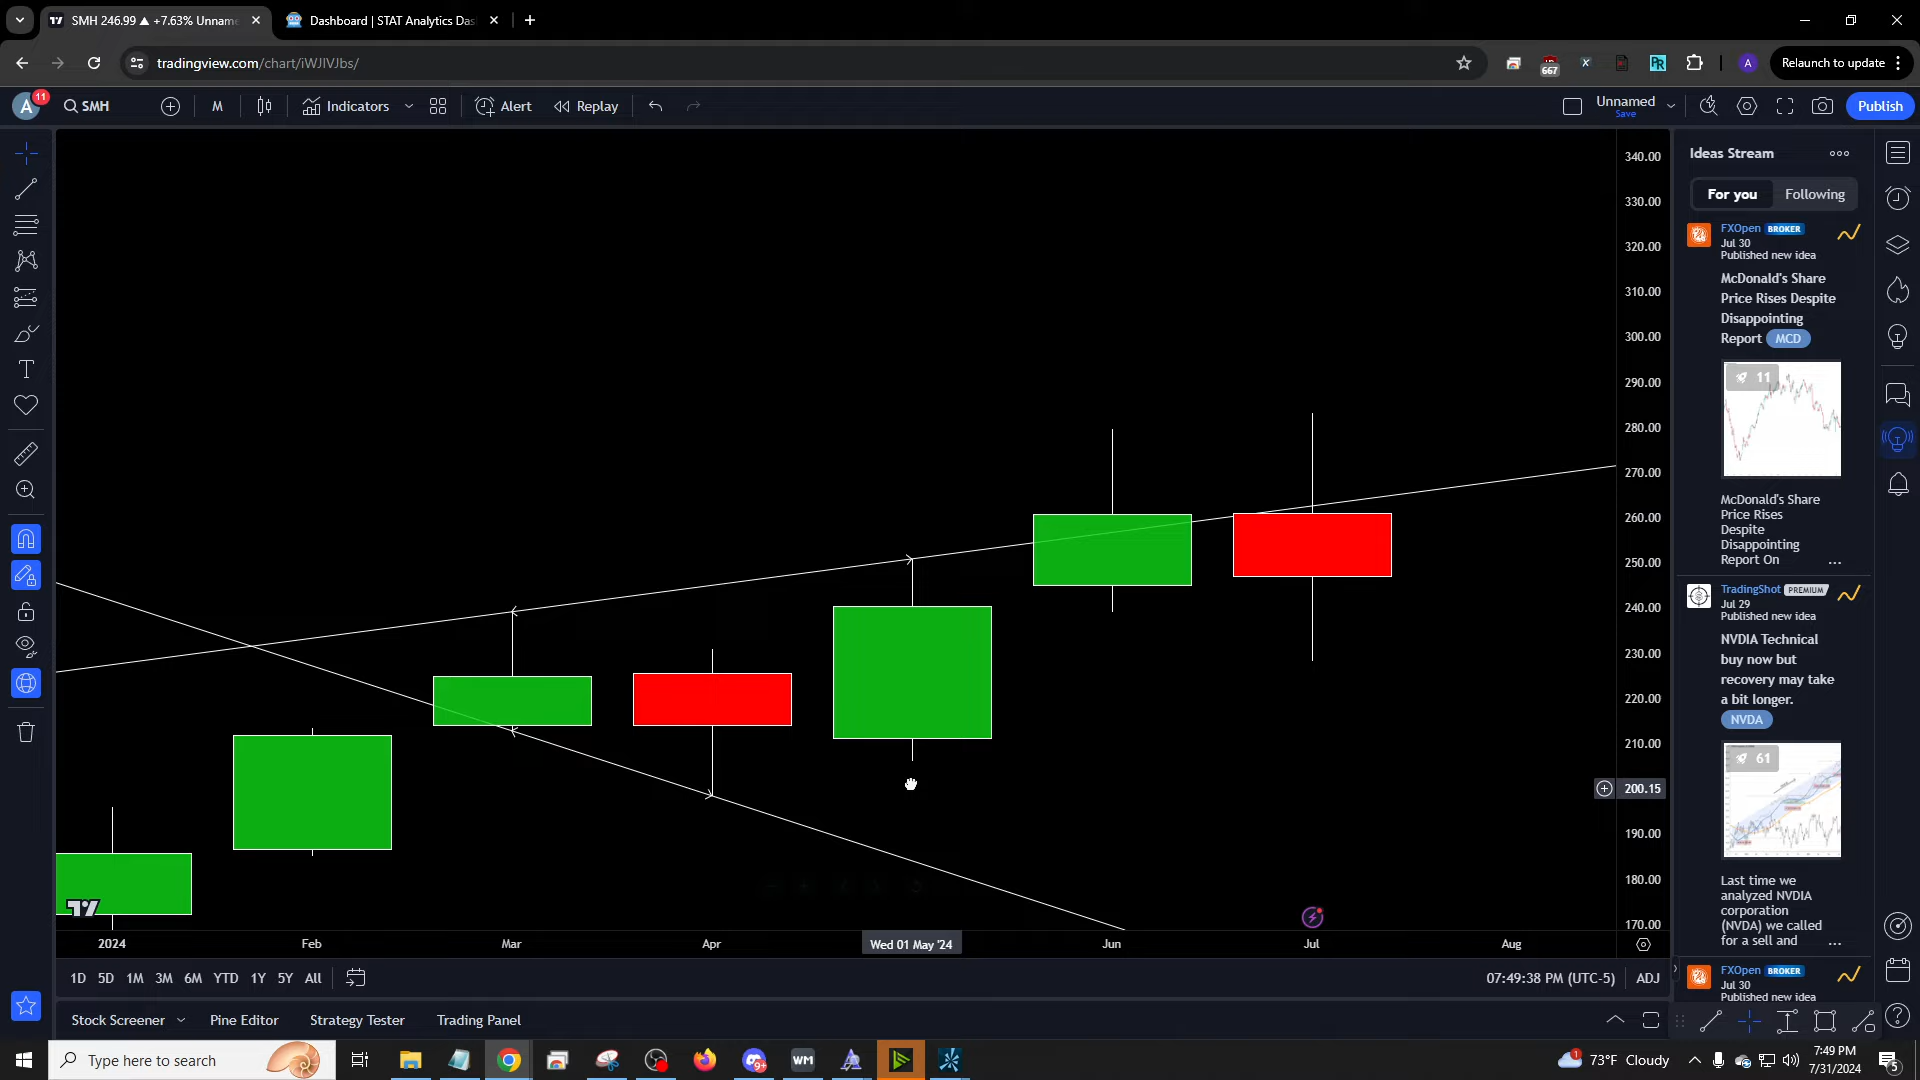 SMH 246.99 ▲ +7.63% Unname
Dashboard | STAT Analytics Das
tradingview.com/chart/iWJIVJbs/
667
PR
A
Relaunch to update
A
11
SMH
M
Indicators
Alert
Replay
Unnamed
Save
Publish
340.00
330.00
320.00
310.00
300.00
290.00
280.00
270.00
260.00
250.00
240.00
230.00
220.00
210.00
200.15
190.00
180.00
170.00
2024
Feb
Mar
Apr
Wed 01 May '24
Jun
Jul
Aug
1D
5D
1M
3M
6M
YTD
1Y
5Y
All
07:49:38 PM (UTC-5)
ADJ
Stock Screener
Pine Editor
Strategy Tester
Trading Panel
Ideas Stream
For you
Following
FXOpen BROKER
Jul 30
Published new idea
McDonald's Share
Price Rises Despite
Disappointing
Report MCD
11
McDonald's Share
Price Rises
Despite
Disappointing
Report On ...
TradingShot PREMIUM
Jul 29
Published new idea
NVDIA Technical
buy now but
recovery may take
a bit longer.
NVDA
61
Last time we
analyzed NVDIA
corporation
(NVDA) we called
for a sell and ...
FXOpen BROKER
Jul 30
Published new idea
Type here to search
9+
WM
1
73°F Cloudy
7:49 PM
7/31/2024
5